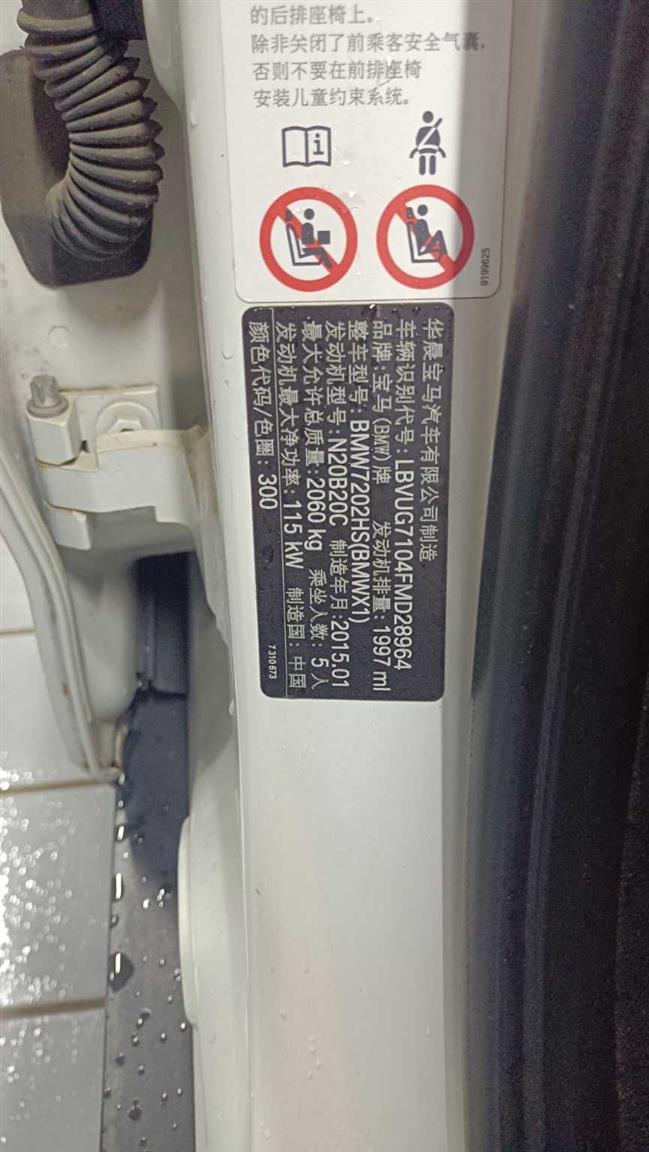 的后排座椅上。
除非关闭了前乘客安全气囊，
否则不要在前排座椅
安装儿童约束系统。
9199625
华晨宝马汽车有限公司制造
车辆识别代号：LBVUG7104FMD28964
品牌：宝马（BMW）牌 发动机排量：1997 ml
整车型号：BMW7202HS(BMWX1)
发动机型号：N20B20C 制造年月：2015.01
最大允许总质量：2060 kg 乘坐人数：5 人
发动机最大净功率：115 kW 制造国：中国
颜色代码/色圈：300
7 310 673